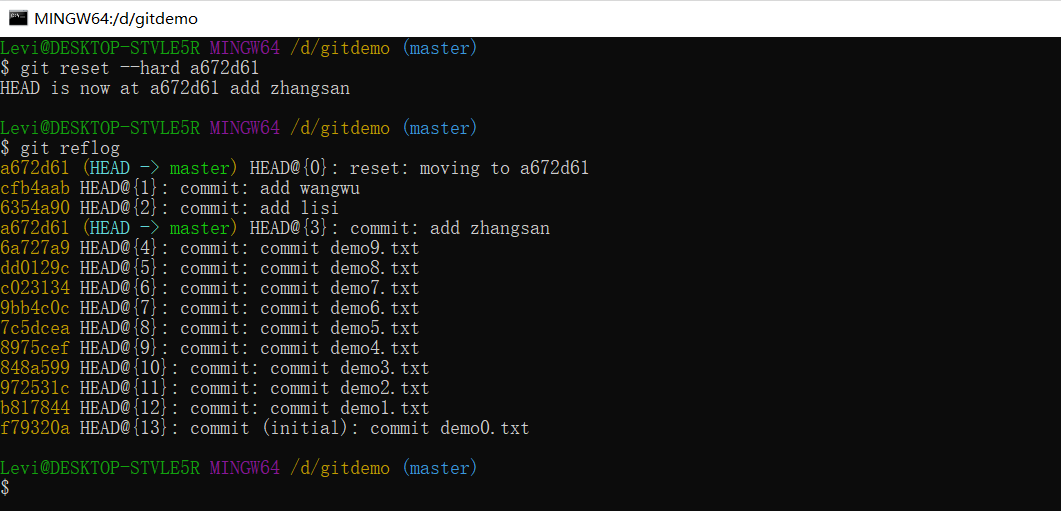 MINGW64:/d/gitdemo
Levi@DESKTOP-STVLE5R MINGW64 /d/gitdemo (master)
$ git reset --hard a672d61
HEAD is now at a672d61 add zhangsan
Levi@DESKTOP-STVLE5R MINGW64 /d/gitdemo (master)
$ git reflog
a672d61 (HEAD -> master) HEAD@{0}: reset: moving to a672d61
cfb4aab HEAD@{1}: commit: add wangwu
6354a90 HEAD@{2}: commit: add lisi
a672d61 (HEAD -> master) HEAD@{3}: commit: add zhangsan
6a727a9 HEAD@{4}: commit: commit demo9.txt
dd0129c HEAD@{5}: commit: commit demo8.txt
c023134 HEAD@{6}: commit: commit demo7.txt
9bb4c0c HEAD@{7}: commit: commit demo6.txt
7c5dcea HEAD@{8}: commit: commit demo5.txt
8975cef HEAD@{9}: commit: commit demo4.txt
848a599 HEAD@{10}: commit: commit demo3.txt
972531c HEAD@{11}: commit: commit demo2.txt
b817844 HEAD@{12}: commit: commit demo1.txt
f79320a HEAD@{13}: commit (initial): commit demo0.txt
Levi@DESKTOP-STVLE5R MINGW64 /d/gitdemo (master)
$